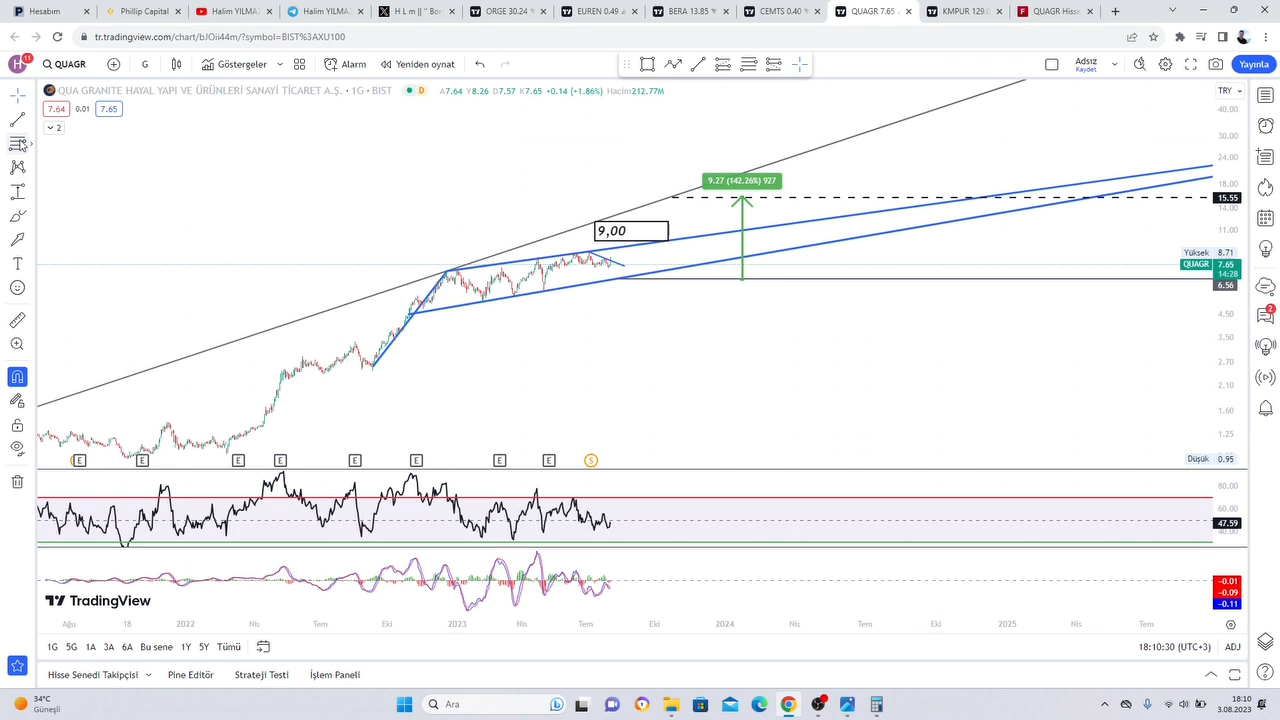 Hesabım
Phillip Capital
Halim YILMAZ
Halim YILMAZ
H.L m || " Bor
ORGE 30.24
EUREN 0.49
BERA 13.85
CEMTS 0.40
QUAGR 7.65
KMPUR 129.0
QUAGR Hisse
tr.tradingview.com/chart/bJOii44m/?symbol=BIST%3AXU100
H 11 QUAGR G Göstergeler Alarm Yeniden oynat
Adsız
Kaydet
Yayınla
QUA GRANITE HAYAL YAPI VE ÜRÜNLERI SANAYI TICARET A.Ş. · 1G · BIST D A7.64 Y8.26 D7.57 K7.65 +0.14 (+1.86%) Hacim212.77M
TRY
7.64 0.01 7.65
2
40.00
30.00
24.00
9.27 (142.26%) 927
18.00
15.55
14.00
9,00
11.00
Yüksek 8.71
QUAGR 7.65
14:28
6.56
4.50
3.50
2.70
2.10
1.60
1.25
Düşük 0.95
E E E E E E E E S
80.00
60.00
47.59
40.00
-0.01
-0.09
-0.11
TradingView
Ağu 18 2022 Nis Tem Eki 2023 Nis Tem Eki 2024 Nis Tem Eki 2025 Nis Tem
1G 5G 1A 3A 6A Bu sene 1Y 5Y Tümü
18:10:30 (UTC+3) ADJ
Hisse Senedi Takipçisi Pine Editör Strateji Testi İşlem Paneli
2
34°C
Güneşli
Ara
18:10
3.08.2023